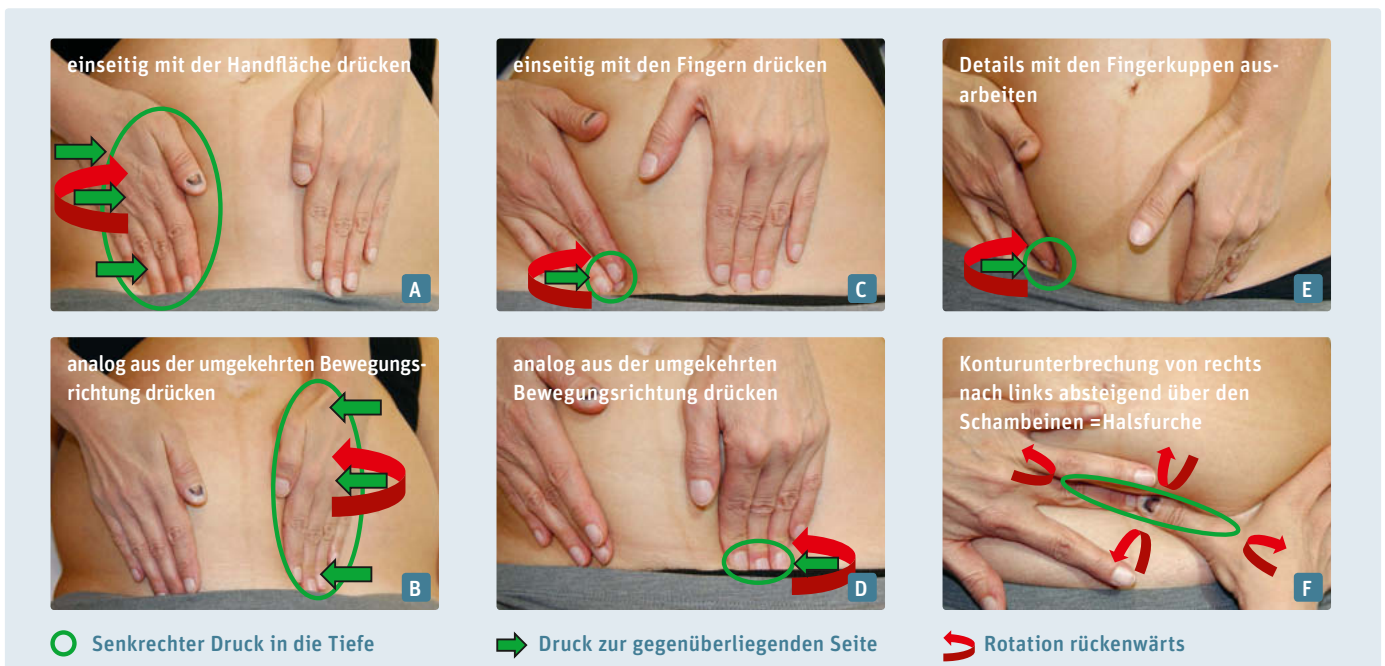 einseitig mit der Handfläche drücken
A
einseitig mit den Fingern drücken
C
Details mit den Fingerkuppen aus-
arbeiten
E
analog aus der umgekehrten Bewegungs-
richtung drücken
B
analog aus der umgekehrten
Bewegungsrichtung drücken
D
Konturunterbrechung von rechts
nach links absteigend über den
Schambeinen =Halsfurche
F
Senkrechter Druck in die Tiefe
Druck zur gegenüberliegenden Seite
Rotation rückenwärts